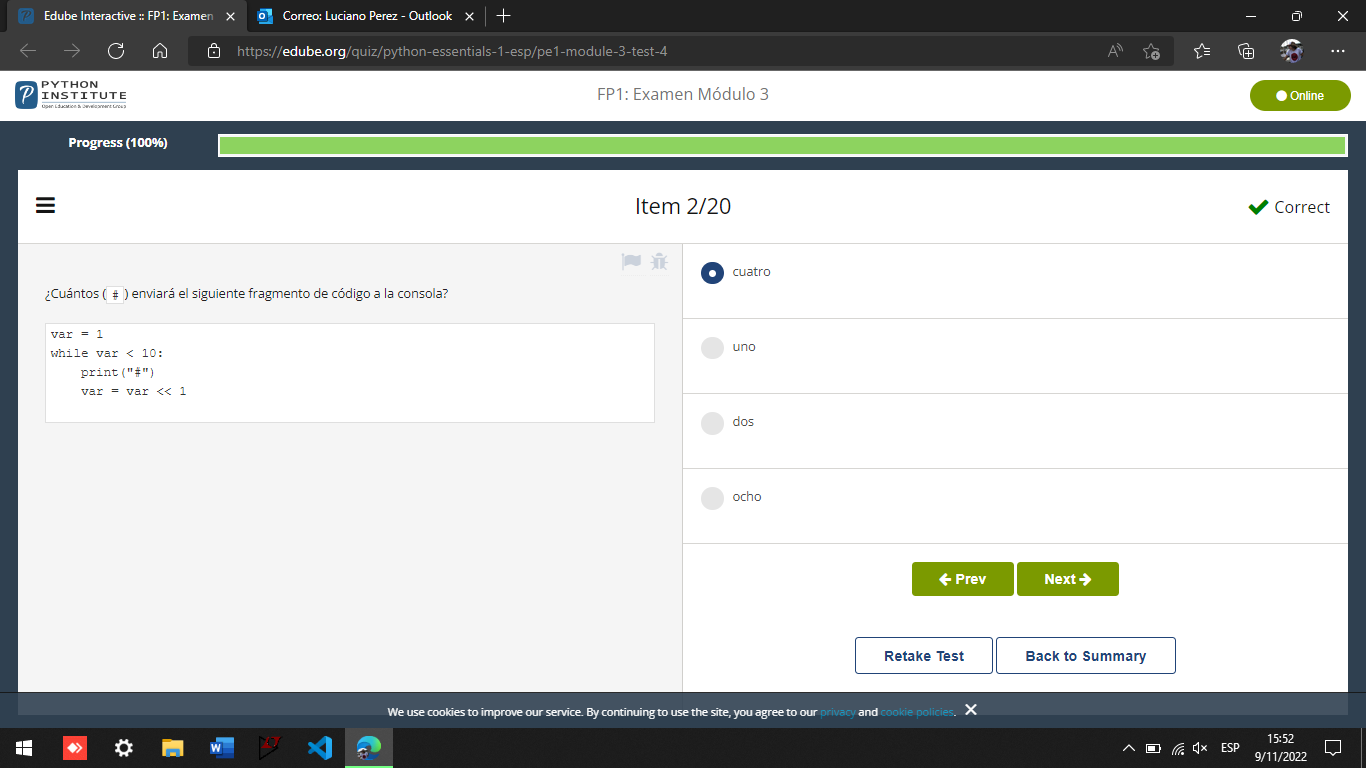 Edube Interactive :: FP1: Examen
Correo: Luciano Perez - Outlook
https://edube.org/quiz/python-essentials-1-esp/pe1-module-3-test-4
PYTHON
INSTITUTE
Open Education & Development Group
FP1: Examen Módulo 3
Online
Progress (100%)
Item 2/20
Correct
¿Cuántos ( # ) enviará el siguiente fragmento de código a la consola?
var = 1
while var < 10:
    print("#")
    var = var << 1
cuatro
uno
dos
ocho
Prev
Next
Retake Test
Back to Summary
We use cookies to improve our service. By continuing to use the site, you agree to our privacy and cookie policies.
ESP
15:52
9/11/2022